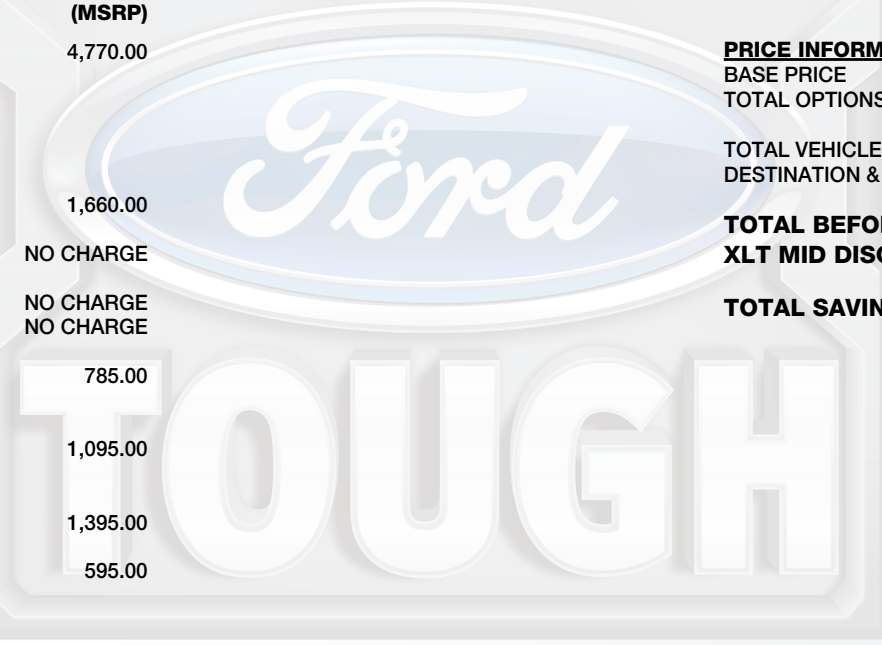 (MSRP)
4,770.00
1,660.00
NO CHARGE
NO CHARGE
NO CHARGE
785.00
1,095.00
1,395.00
595.00
PRICE INFORM
BASE PRICE
TOTAL OPTIONS
TOTAL VEHICLE
DESTINATION &
TOTAL BEFO
XLT MID DISC
TOTAL SAVIN
Ford
TOUGH